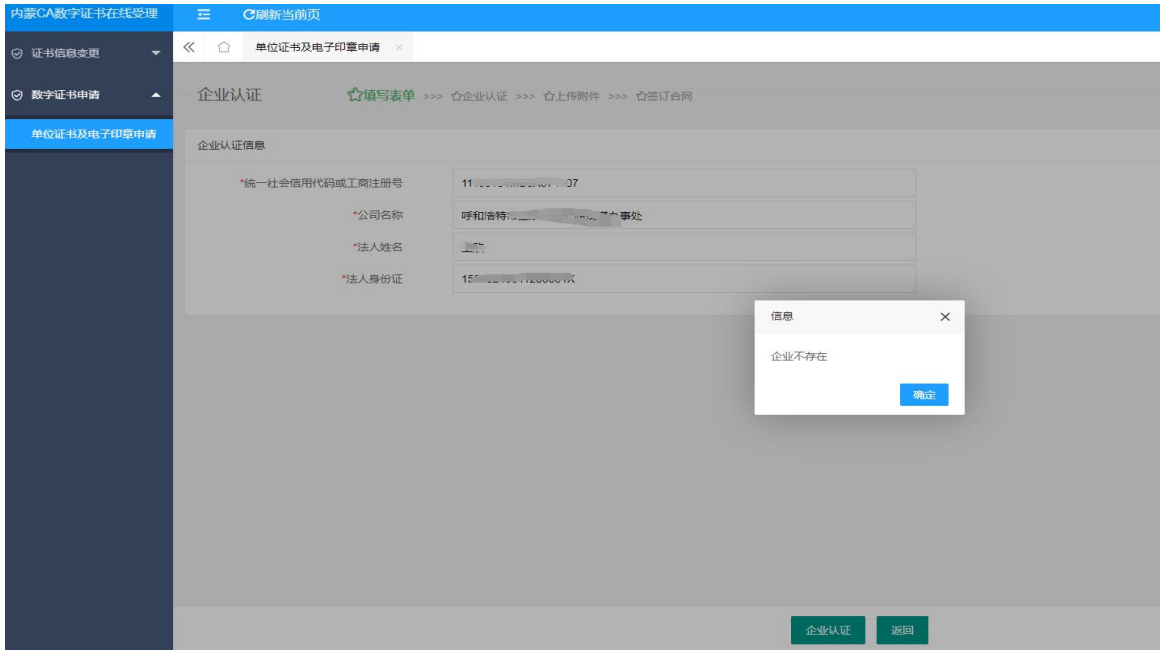 内蒙CA数字证书在线受理
刷新当前页
证书信息变更
单位证书及电子印章申请
数字证书申请
企业认证
填写表单 >>> 企业认证 >>> 上传附件 >>> 签订合同
单位证书及电子印章申请
企业认证信息
*统一社会信用代码或工商注册号
*公司名称
呼和浩特 事处
*法人姓名
*法人身份证
信息
企业不存在
确定
企业认证
返回